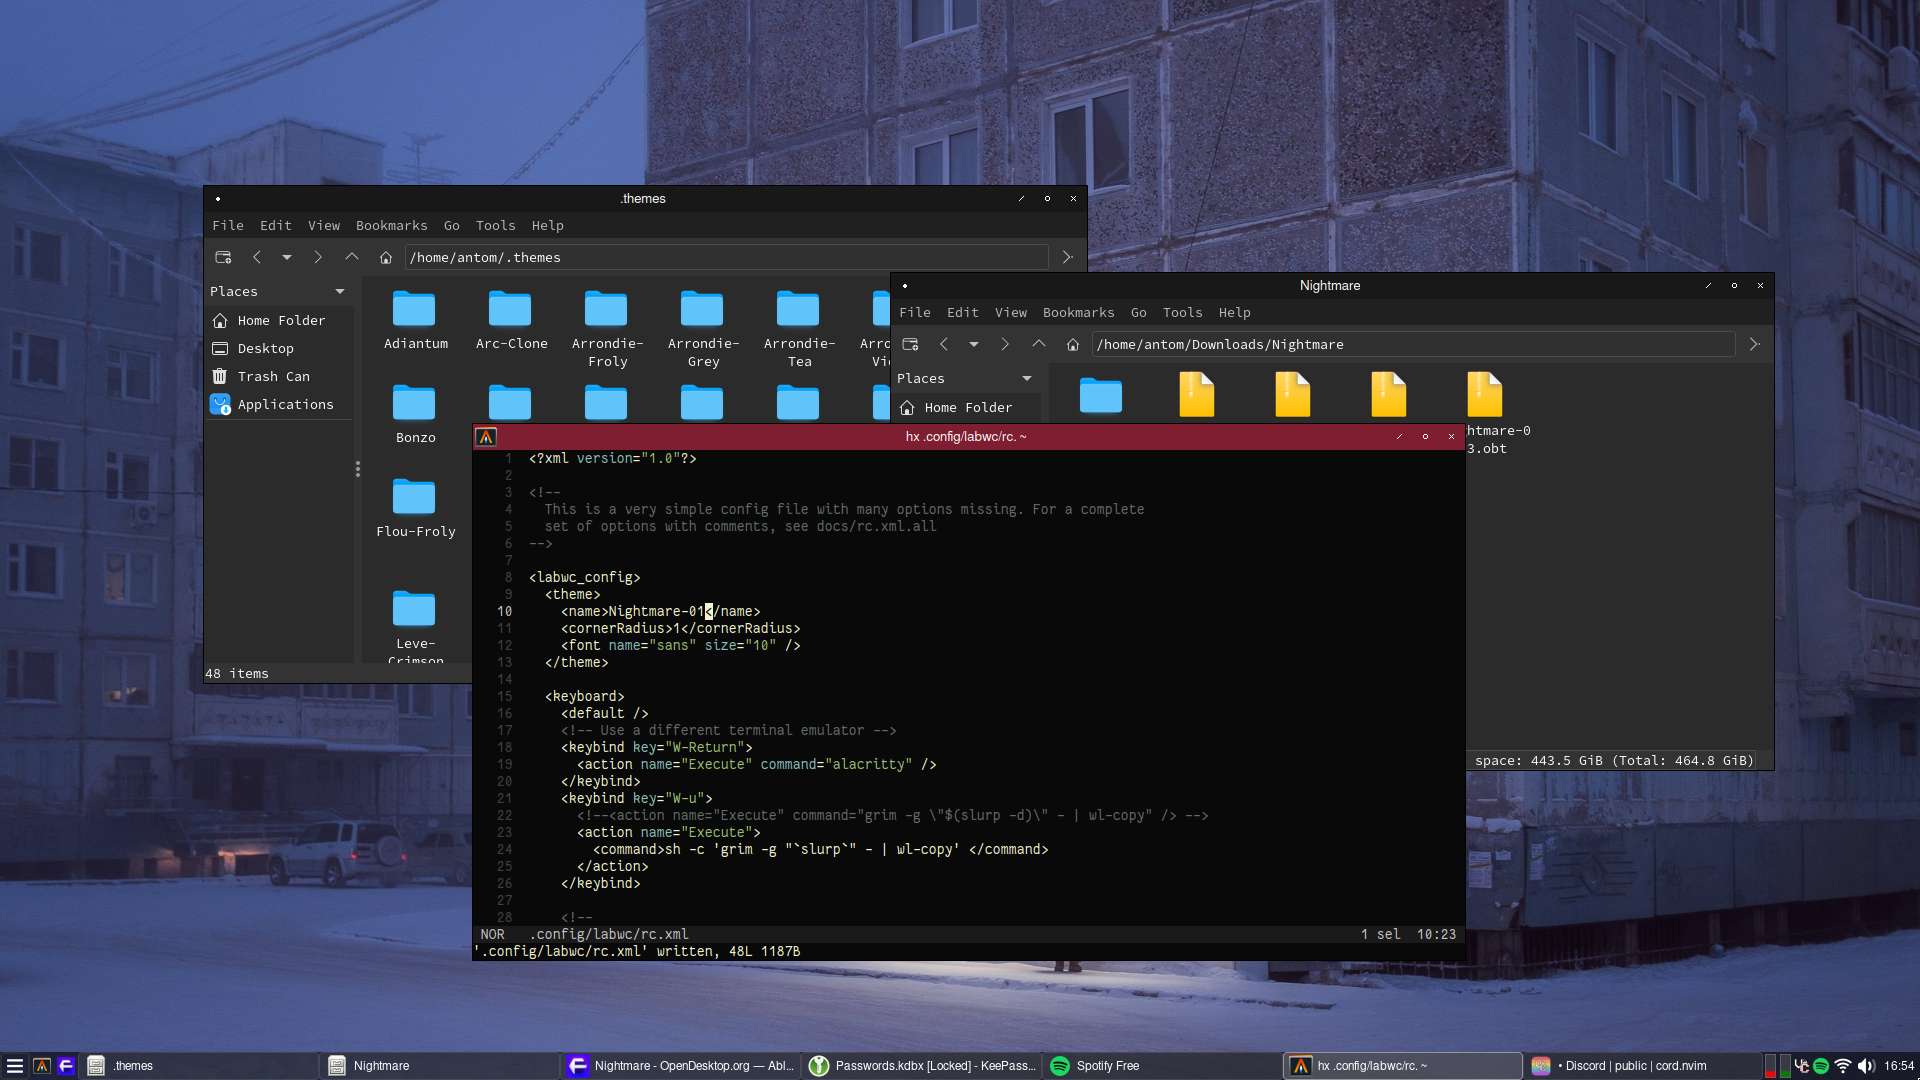 .themes
File Edit View Bookmarks Go Tools Help
/home/antom/.themes
Places
Home Folder
Desktop
Trash Can
Applications
Adiantum
Arc-Clone
Arrondie-
Froly
Arrondie-
Grey
Arrondie-
Tea
Bonzo
Flou-Froly
Leve-
Crimson
48 items
Nightmare
File Edit View Bookmarks Go Tools Help
/home/antom/Downloads/Nightmare
Places
Home Folder
3.obt
space: 443.5 GiB (Total: 464.8 GiB)
hx .config/labwc/rc. ~
1 <?xml version="1.0"?>
2
3 <!--
4 This is a very simple config file with many options missing. For a complete
5 set of options with comments, see docs/rc.xml.all
6 -->
7
8 <labwc_config>
9 <theme>
10 <name>Nightmare-01</name>
11 <cornerRadius>1</cornerRadius>
12 <font name="sans" size="10" />
13 </theme>
14
15 <keyboard>
16 <default />
17 <!-- Use a different terminal emulator -->
18 <keybind key="W-Return">
19 <action name="Execute" command="alacritty" />
20 </keybind>
21 <keybind key="W-u">
22 <!--<action name="Execute" command="grim -g \"$(slurp -d)\" - | wl-copy" /> -->
23 <action name="Execute">
24 <command>sh -c 'grim -g "`slurp`" - | wl-copy' </command>
25 </action>
26 </keybind>
27
28 <!--
NOR .config/labwc/rc.xml 1 sel 10:23
'.config/labwc/rc.xml' written, 48L 1187B
.themes
Nightmare
Nightmare - OpenDesktop.org — Abl...
Passwords.kdbx [Locked] - KeePass...
Spotify Free
hx .config/labwc/rc. ~
• Discord | public | cord.nvim
16:54